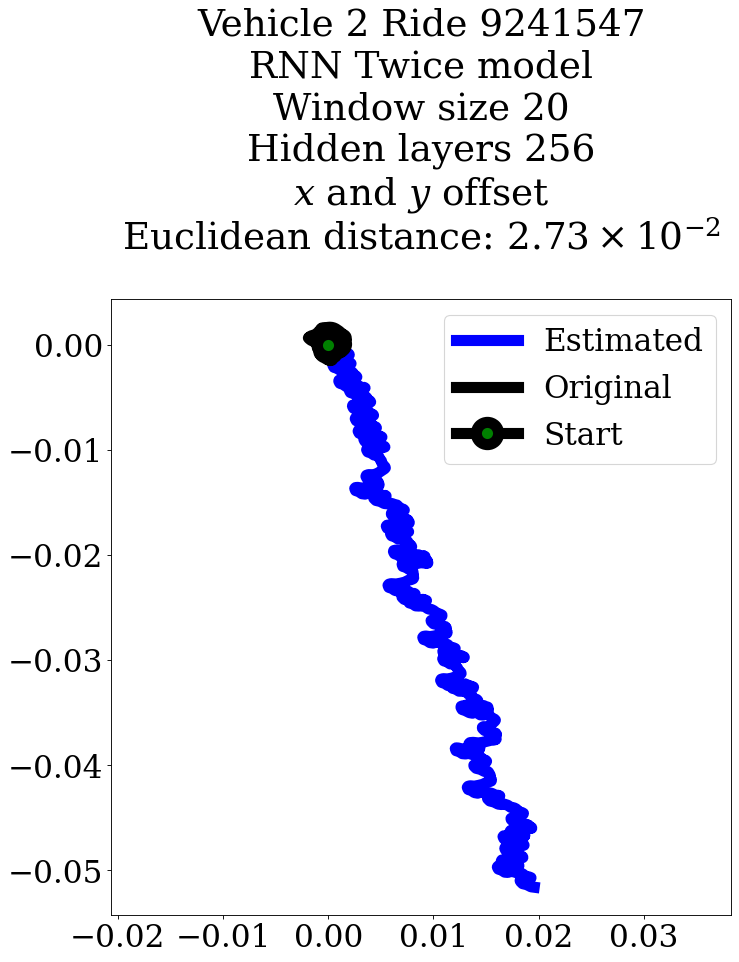 Vehicle 2 Ride 9241547
RNN Twice model
Window size 20
Hidden layers 256
x and y offset
Euclidean distance: 2.73 × 10⁻²
Estimated
Original
Start
0.00
−0.01
−0.02
−0.03
−0.04
−0.05
−0.02 −0.01 0.00 0.01 0.02 0.03